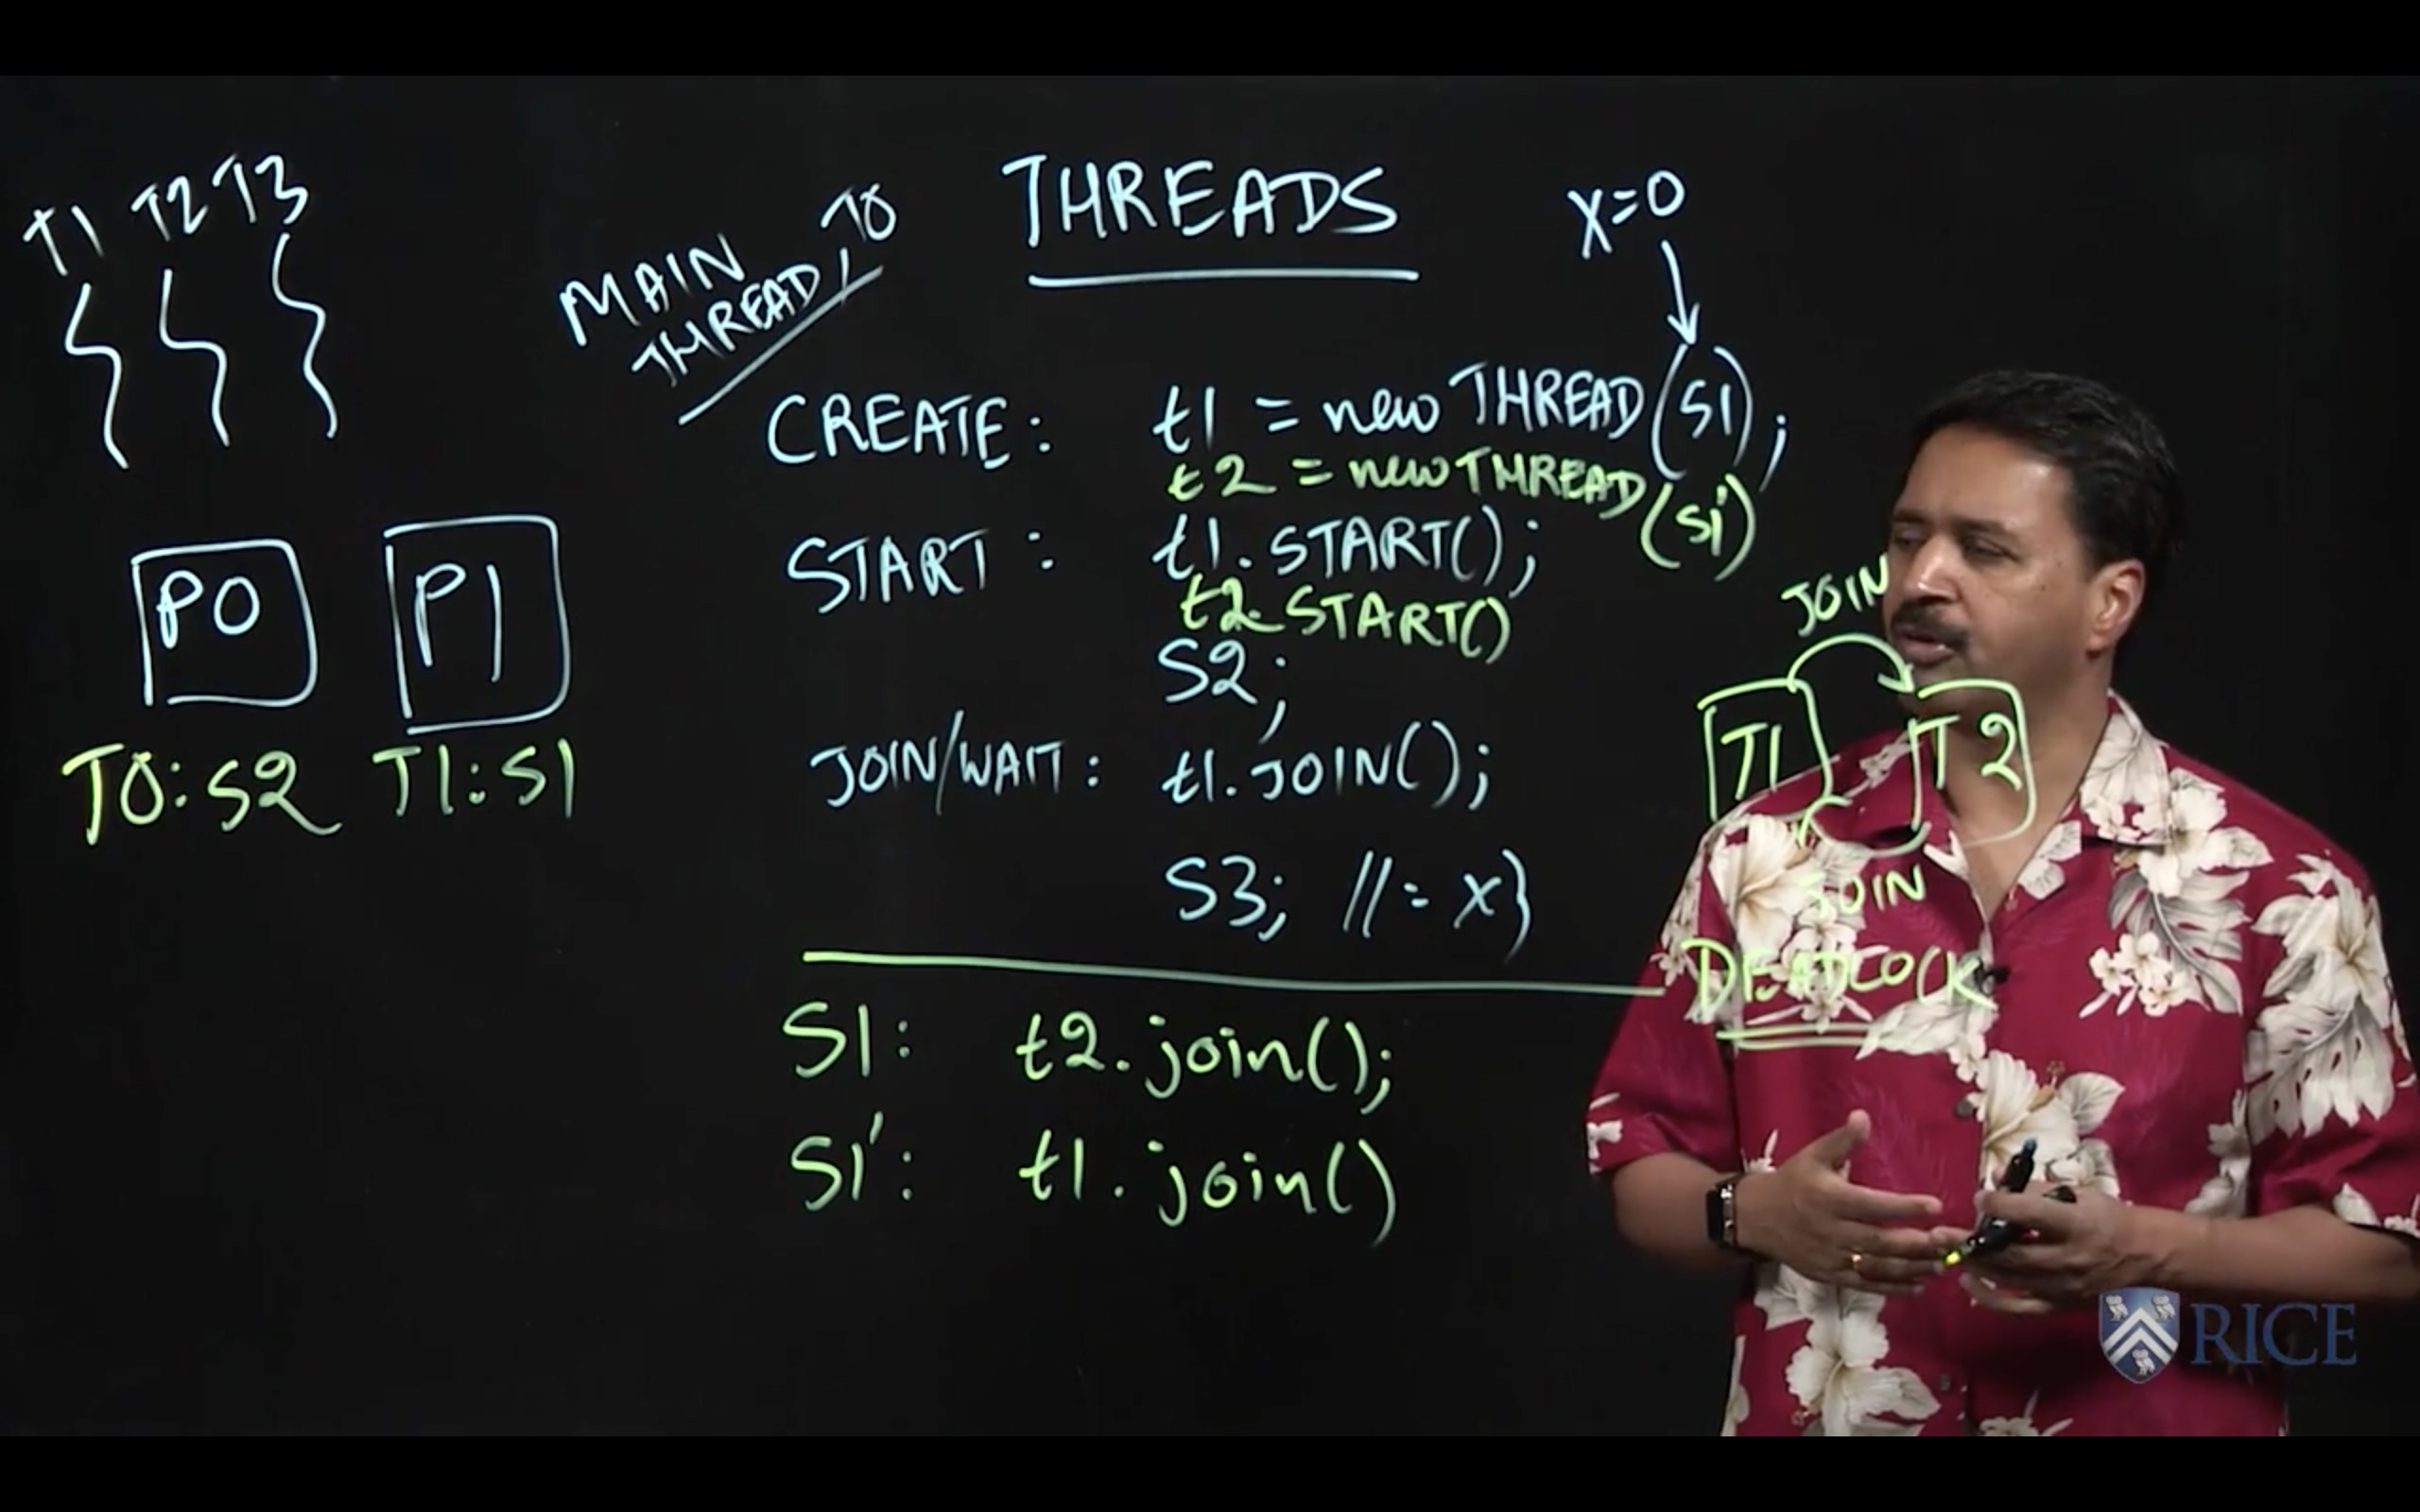 T1 T2 T3
MAIN
THREAD, T0
THREADS
X=0
CREATE: t1 = new THREAD(S1);
t2 = new THREAD(S1')
START: t1.START();
t2.START()
S2;
JOIN/WAIT: t1.JOIN();
S3; //= X}
P0 P1
T0:S2 T1:S1
JOIN
T1 T2
JOIN
DEADLOCK
S1: t2.join();
S1': t1.join()
RICE